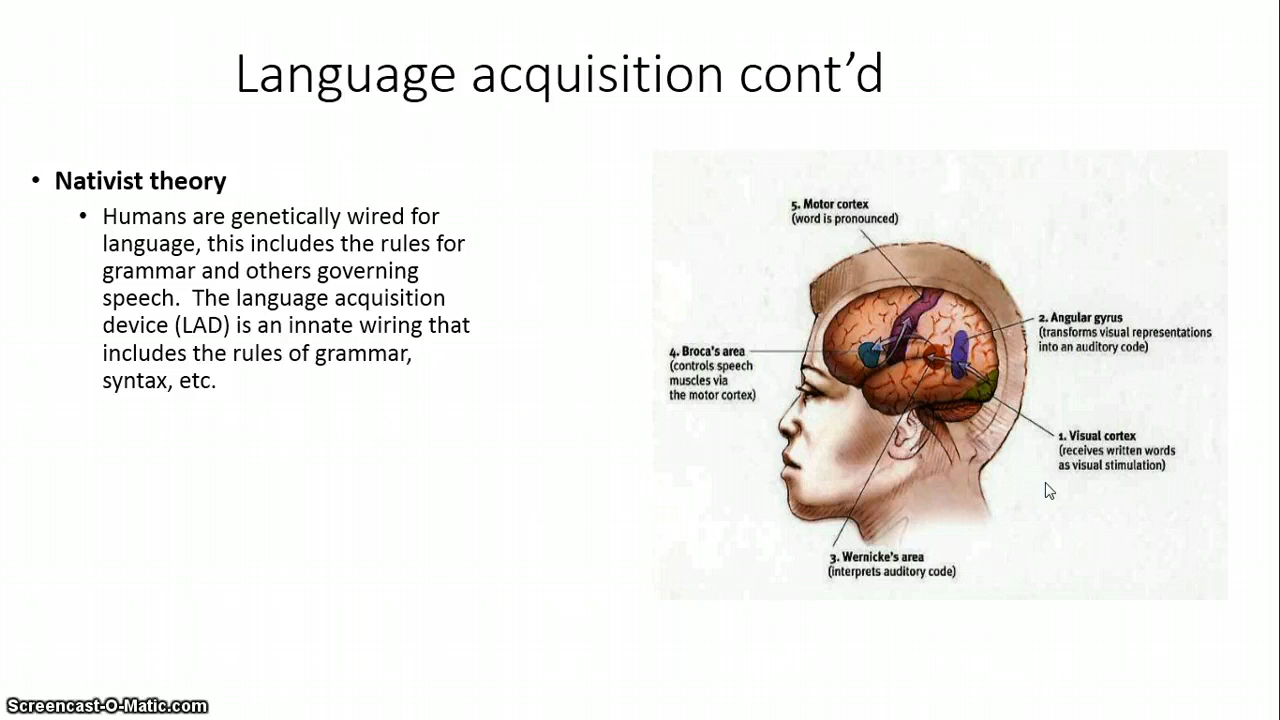 Language acquisition cont’d
• Nativist theory
• Humans are genetically wired for
language, this includes the rules for
grammar and others governing
speech.  The language acquisition
device (LAD) is an innate wiring that
includes the rules of grammar,
syntax, etc.
5. Motor cortex
(word is pronounced)
2. Angular gyrus
(transforms visual representations
into an auditory code)
4. Broca's area
(controls speech
muscles via
the motor cortex)
1. Visual cortex
(receives written words
as visual stimulation)
3. Wernicke's area
(interprets auditory code)
Screencast-O-Matic.com